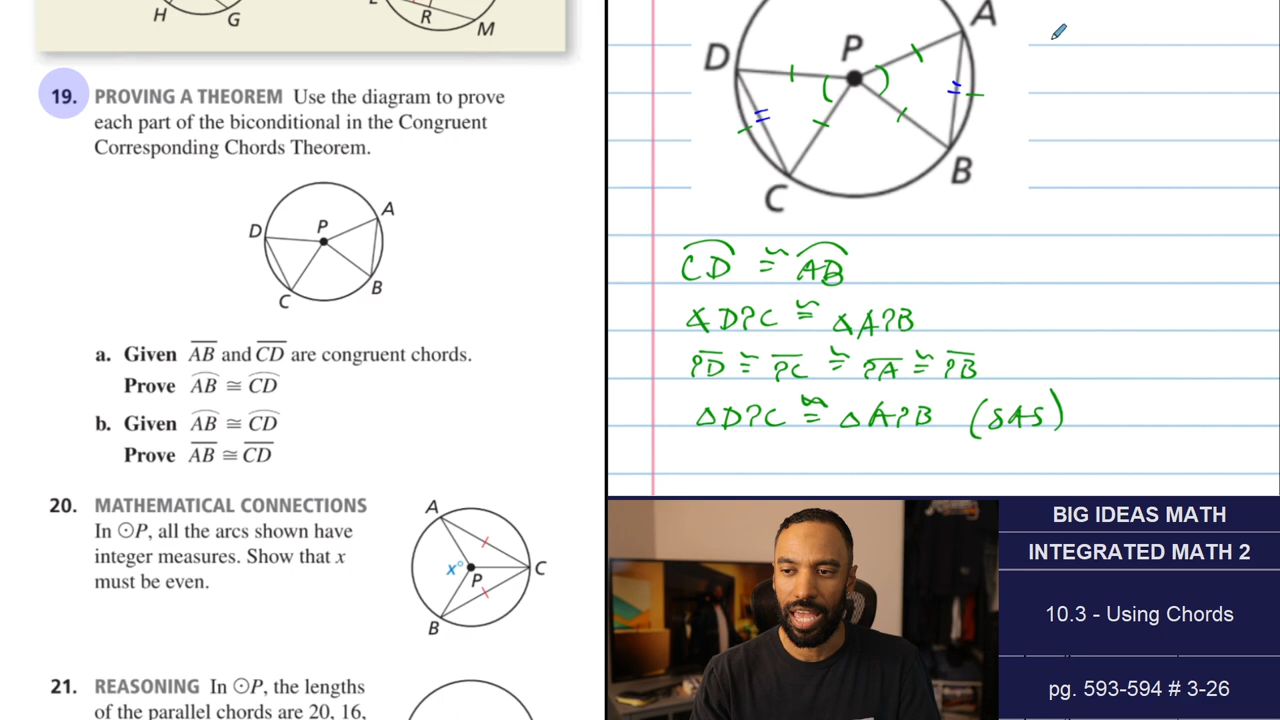 H
G
L
R
M
19. PROVING A THEOREM Use the diagram to prove
each part of the biconditional in the Congruent
Corresponding Chords Theorem.
A
P
D
B
C
a. Given AB and CD are congruent chords.
Prove AB ≅ CD
b. Given AB ≅ CD
Prove AB ≅ CD
20. MATHEMATICAL CONNECTIONS
In ⊙P, all the arcs shown have
integer measures. Show that x
must be even.
A
x°
P
C
B
21. REASONING In ⊙P, the lengths
of the parallel chords are 20, 16,
A
P
D
B
C
CD ≅ AB
∡DPC ≅ ∡APB
PD ≅ PC ≅ PA ≅ PB
△DPC ≅ △APB (SAS)
BIG IDEAS MATH
INTEGRATED MATH 2
10.3 - Using Chords
pg. 593-594 # 3-26